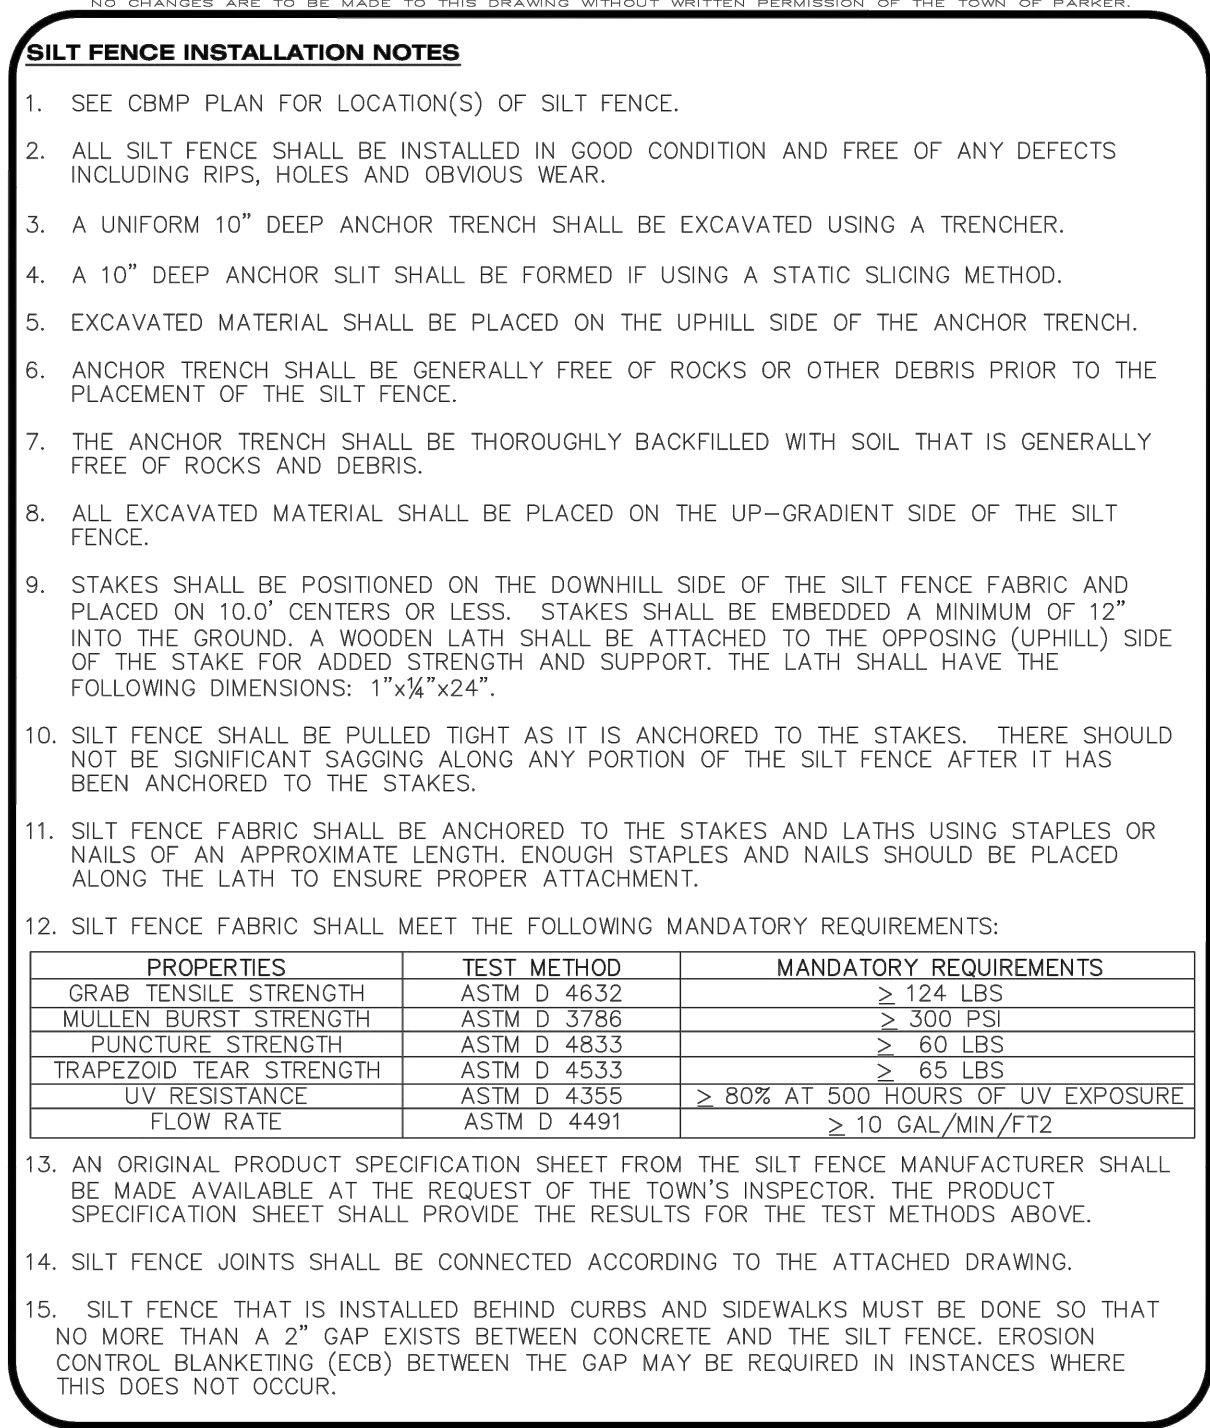 NO CHANGES ARE TO BE MADE TO THIS DRAWING WITHOUT WRITTEN PERMISSION OF THE TOWN OF PARKER.
SILT FENCE INSTALLATION NOTES
1. SEE CBMP PLAN FOR LOCATION(S) OF SILT FENCE.
2. ALL SILT FENCE SHALL BE INSTALLED IN GOOD CONDITION AND FREE OF ANY DEFECTS
INCLUDING RIPS, HOLES AND OBVIOUS WEAR.
3. A UNIFORM 10" DEEP ANCHOR TRENCH SHALL BE EXCAVATED USING A TRENCHER.
4. A 10" DEEP ANCHOR SLIT SHALL BE FORMED IF USING A STATIC SLICING METHOD.
5. EXCAVATED MATERIAL SHALL BE PLACED ON THE UPHILL SIDE OF THE ANCHOR TRENCH.
6. ANCHOR TRENCH SHALL BE GENERALLY FREE OF ROCKS OR OTHER DEBRIS PRIOR TO THE
PLACEMENT OF THE SILT FENCE.
7. THE ANCHOR TRENCH SHALL BE THOROUGHLY BACKFILLED WITH SOIL THAT IS GENERALLY
FREE OF ROCKS AND DEBRIS.
8. ALL EXCAVATED MATERIAL SHALL BE PLACED ON THE UP-GRADIENT SIDE OF THE SILT
FENCE.
9. STAKES SHALL BE POSITIONED ON THE DOWNHILL SIDE OF THE SILT FENCE FABRIC AND
PLACED ON 10.0' CENTERS OR LESS. STAKES SHALL BE EMBEDDED A MINIMUM OF 12"
INTO THE GROUND. A WOODEN LATH SHALL BE ATTACHED TO THE OPPOSING (UPHILL) SIDE
OF THE STAKE FOR ADDED STRENGTH AND SUPPORT. THE LATH SHALL HAVE THE
FOLLOWING DIMENSIONS: 1"x¼"x24".
10. SILT FENCE SHALL BE PULLED TIGHT AS IT IS ANCHORED TO THE STAKES. THERE SHOULD
NOT BE SIGNIFICANT SAGGING ALONG ANY PORTION OF THE SILT FENCE AFTER IT HAS
BEEN ANCHORED TO THE STAKES.
11. SILT FENCE FABRIC SHALL BE ANCHORED TO THE STAKES AND LATHS USING STAPLES OR
NAILS OF AN APPROXIMATE LENGTH. ENOUGH STAPLES AND NAILS SHOULD BE PLACED
ALONG THE LATH TO ENSURE PROPER ATTACHMENT.
12. SILT FENCE FABRIC SHALL MEET THE FOLLOWING MANDATORY REQUIREMENTS:
PROPERTIES TEST METHOD MANDATORY REQUIREMENTS
GRAB TENSILE STRENGTH ASTM D 4632 ≥ 124 LBS
MULLEN BURST STRENGTH ASTM D 3786 ≥ 300 PSI
PUNCTURE STRENGTH ASTM D 4833 ≥ 60 LBS
TRAPEZOID TEAR STRENGTH ASTM D 4533 ≥ 65 LBS
UV RESISTANCE ASTM D 4355 ≥ 80% AT 500 HOURS OF UV EXPOSURE
FLOW RATE ASTM D 4491 ≥ 10 GAL/MIN/FT2
13. AN ORIGINAL PRODUCT SPECIFICATION SHEET FROM THE SILT FENCE MANUFACTURER SHALL
BE MADE AVAILABLE AT THE REQUEST OF THE TOWN'S INSPECTOR. THE PRODUCT
SPECIFICATION SHEET SHALL PROVIDE THE RESULTS FOR THE TEST METHODS ABOVE.
14. SILT FENCE JOINTS SHALL BE CONNECTED ACCORDING TO THE ATTACHED DRAWING.
15. SILT FENCE THAT IS INSTALLED BEHIND CURBS AND SIDEWALKS MUST BE DONE SO THAT
NO MORE THAN A 2" GAP EXISTS BETWEEN CONCRETE AND THE SILT FENCE. EROSION
CONTROL BLANKETING (ECB) BETWEEN THE GAP MAY BE REQUIRED IN INSTANCES WHERE
THIS DOES NOT OCCUR.